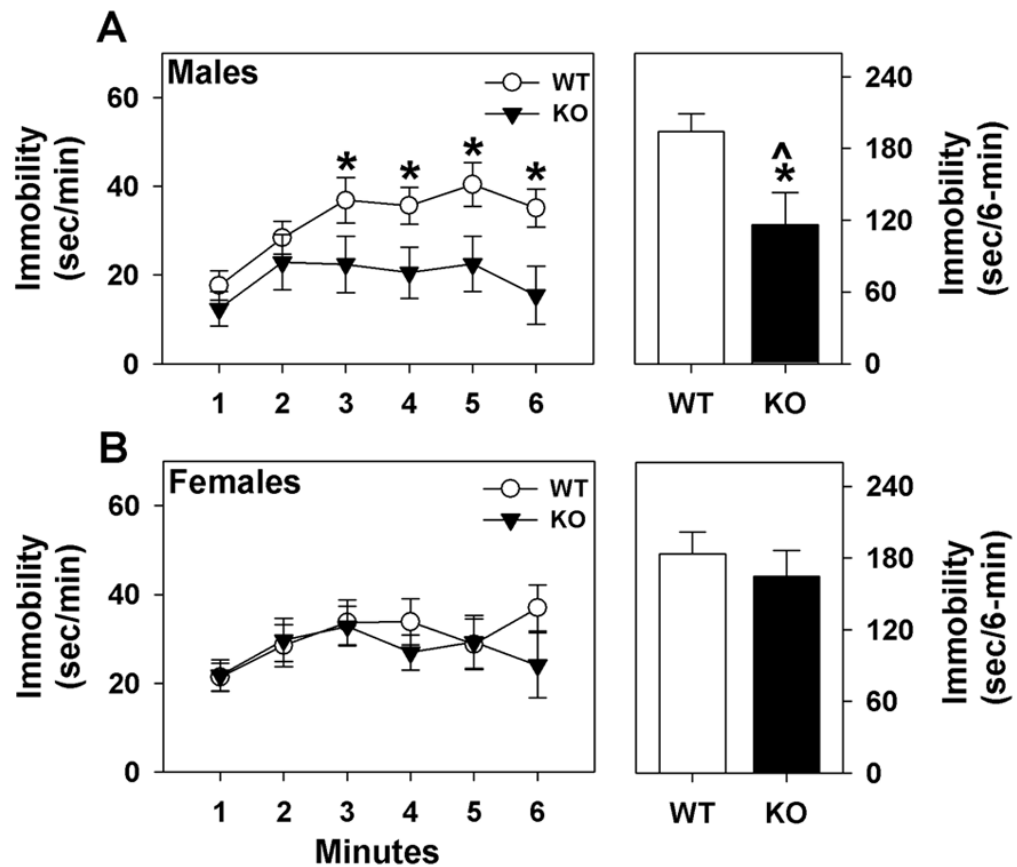 A
Males
WT
KO
Immobility
(sec/min)
60
40
20
0
* * * *
1 2 3 4 5 6
^
*
WT KO
240
180
120
60
0
Immobility
(sec/6-min)
B
Females
WT
KO
Immobility
(sec/min)
60
40
20
0
1 2 3 4 5 6
Minutes
WT KO
240
180
120
60
0
Immobility
(sec/6-min)